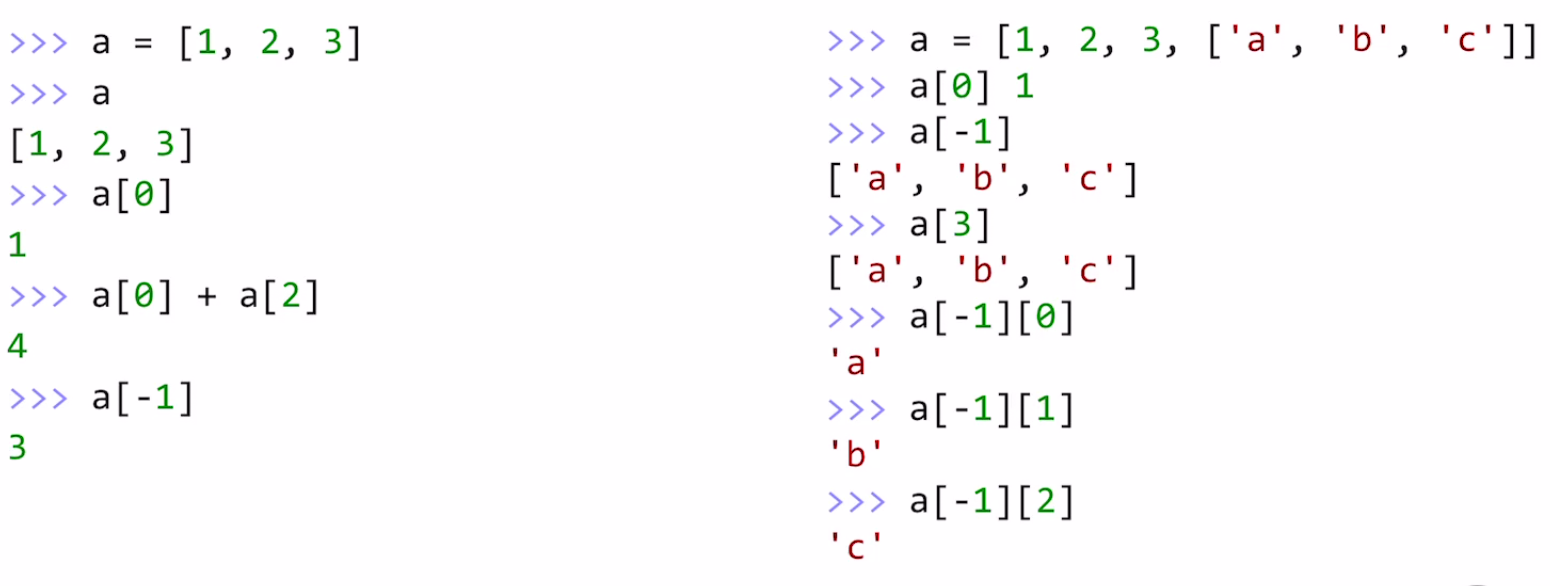 >>> a = [1, 2, 3]
>>> a
[1, 2, 3]
>>> a[0]
1
>>> a[0] + a[2]
4
>>> a[-1]
3
>>> a = [1, 2, 3, ['a', 'b', 'c']]
>>> a[0] 1
>>> a[-1]
['a', 'b', 'c']
>>> a[3]
['a', 'b', 'c']
>>> a[-1][0]
'a'
>>> a[-1][1]
'b'
>>> a[-1][2]
'c'